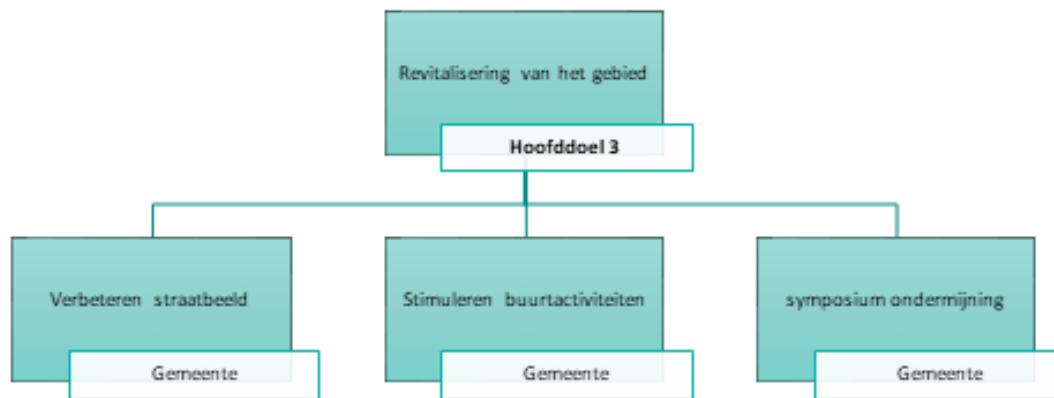 Revitalisering van het gebied
Hoofddoel 3
Verbeteren straatbeeld
Gemeente
Stimuleren buurtactiviteiten
Gemeente
symposium ondermijning
Gemeente